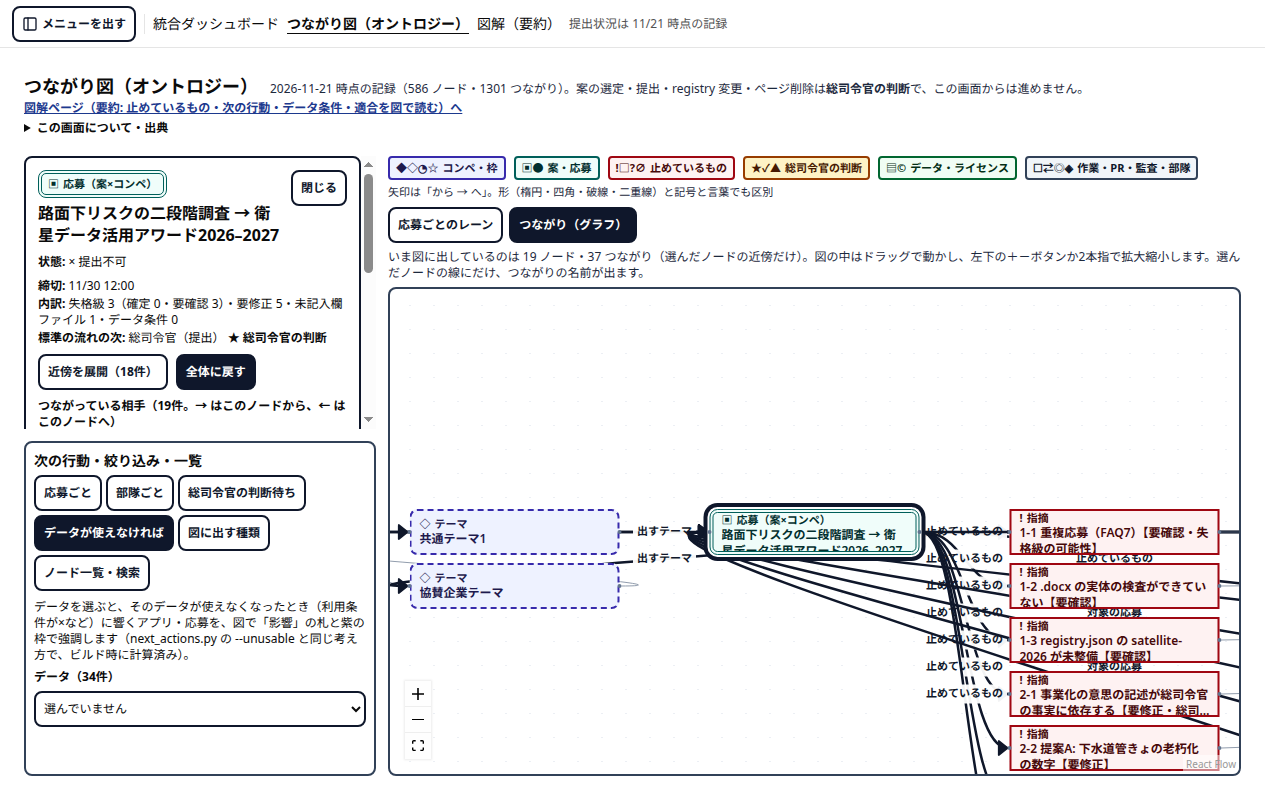 メニューを出す
統合ダッシュボード つながり図（オントロジー） 図解（要約） 提出状況は 11/21 時点の記録
つながり図（オントロジー） 2026-11-21 時点の記録（586 ノード・1301 つながり）。案の選定・提出・registry 変更・ページ削除は総司令官の判断で、この画面からは進めません。
図解ページ（要約: 止めているもの・次の行動・データ条件・適合を図で読む）へ
▶ この画面について・出典
▣ 応募（案×コンペ）
閉じる
路面下リスクの二段階調査 → 衛
星データ活用アワード2026–2027
状態: × 提出不可
締切: 11/30 12:00
内訳: 失格級 3（確定 0・要確認 3）・要修正 5・未記入欄
ファイル 1・データ条件 0
標準の流れの次: 総司令官（提出） ★ 総司令官の判断
近傍を展開（18件）
全体に戻す
つながっている相手（19件。→ はこのノードから、← は
このノードへ）
次の行動・絞り込み・一覧
応募ごと
部隊ごと
総司令官の判断待ち
データが使えなければ
図に出す種類
ノード一覧・検索
データを選ぶと、そのデータが使えなくなったとき（利用条
件が×など）に響くアプリ・応募を、図で「影響」の札と紫の
枠で強調します（next_actions.py の --unusable と同じ考え
方で、ビルド時に計算済み）。
データ（34件）
選んでいません
◆◇◔☆ コンペ・枠
▣● 案・応募
!☐?⊘ 止めているもの
★✓▲ 総司令官の判断
▤© データ・ライセンス
☐⇄◎◆ 作業・PR・監査・部隊
矢印は「から → へ」。形（楕円・四角・破線・二重線）と記号と言葉でも区別
応募ごとのレーン
つながり（グラフ）
いま図に出しているのは 19 ノード・37 つながり（選んだノードの近傍だけ）。図の中はドラッグで動かし、左下の＋−ボタンか2本指で拡大縮小します。選ん
だノードの線にだけ、つながりの名前が出ます。
◇ テーマ
共通テーマ1
◇ テーマ
協賛企業テーマ
出すテーマ
出すテーマ
▣ 応募（案×コンペ）
路面下リスクの二段階調査 → 衛
星データ活用アワード2026–2027
止めているもの
止めているもの
止めているもの
止めているもの
止めているもの
止めているもの
止めているもの
! 指摘
1-1 重複応募（FAQ7）【要確認・失
格級の可能性】
止めているもの
! 指摘
1-2 .docx の実体の検査ができてい
ない【要確認】
対象の応募
! 指摘
1-3 registry.json の satellite-
2026 が未整備【要確認】
対象の応募
! 指摘
2-1 事業化の意思の記述が総司令官
の事実に依存する【要修正・総司...
! 指摘
2-2 提案A: 下水道管きょの老朽化
の数字【要修正】
React Flow